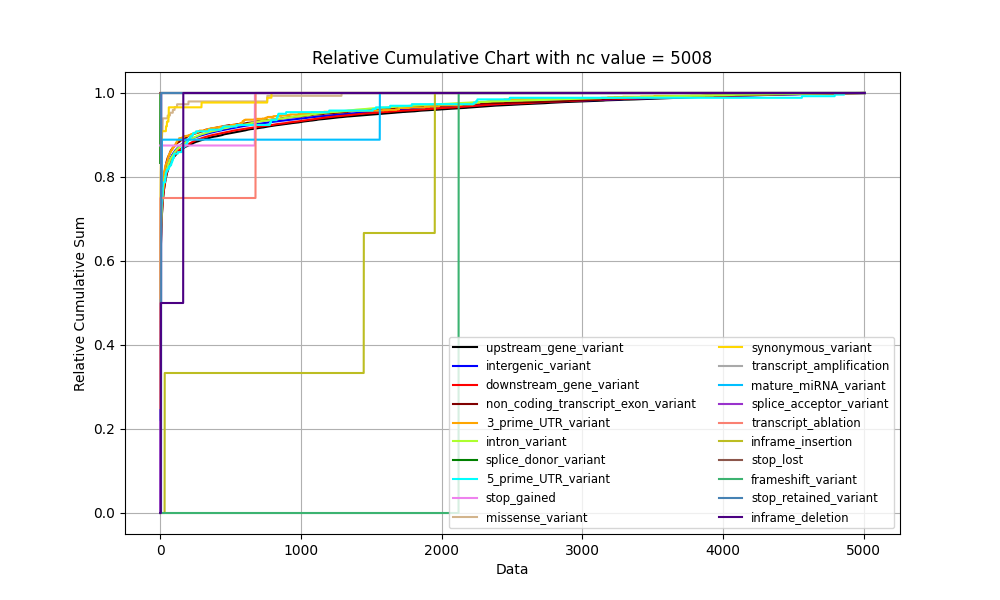 Relative Cumulative Chart with nc value = 5008
1.0
0.8
0.6
0.4
0.2
0.0
Relative Cumulative Sum
upstream_gene_variant
intergenic_variant
downstream_gene_variant
non_coding_transcript_exon_variant
3_prime_UTR_variant
intron_variant
splice_donor_variant
5_prime_UTR_variant
stop_gained
missense_variant
synonymous_variant
transcript_amplification
mature_miRNA_variant
splice_acceptor_variant
transcript_ablation
inframe_insertion
stop_lost
frameshift_variant
stop_retained_variant
inframe_deletion
0 1000 2000 3000 4000 5000
Data